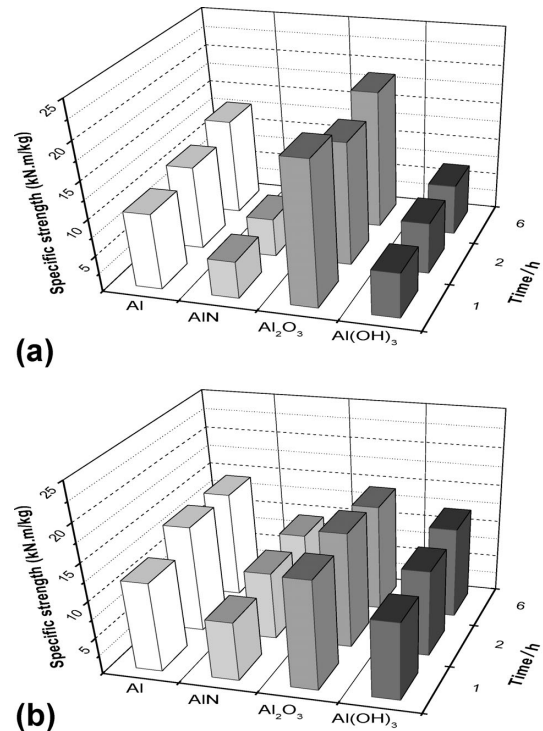 25
20
15
10
5
Specific strength (kN.m/kg)
Al
AlN
Al₂O₃
Al(OH)₃
1
2
6
Time/h
(a)
25
20
15
10
5
Specific strength (kN.m/kg)
Al
AlN
Al₂O₃
Al(OH)₃
1
2
6
Time/h
(b)